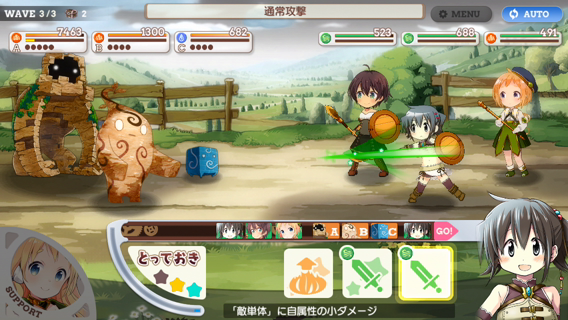 WAVE 3/3 2
通常攻撃
MENU
AUTO
7463
1300
682
523
688
491
A
B
C
A B C GO!
とっておき
SUPPORT
「敵単体」に自属性の小ダメージ